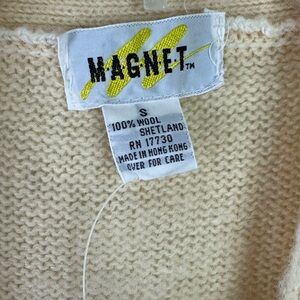 MAGNET™
S
100% WOOL
SHETLAND
RN 17730
MADE IN HONG KONG
OVER FOR CARE